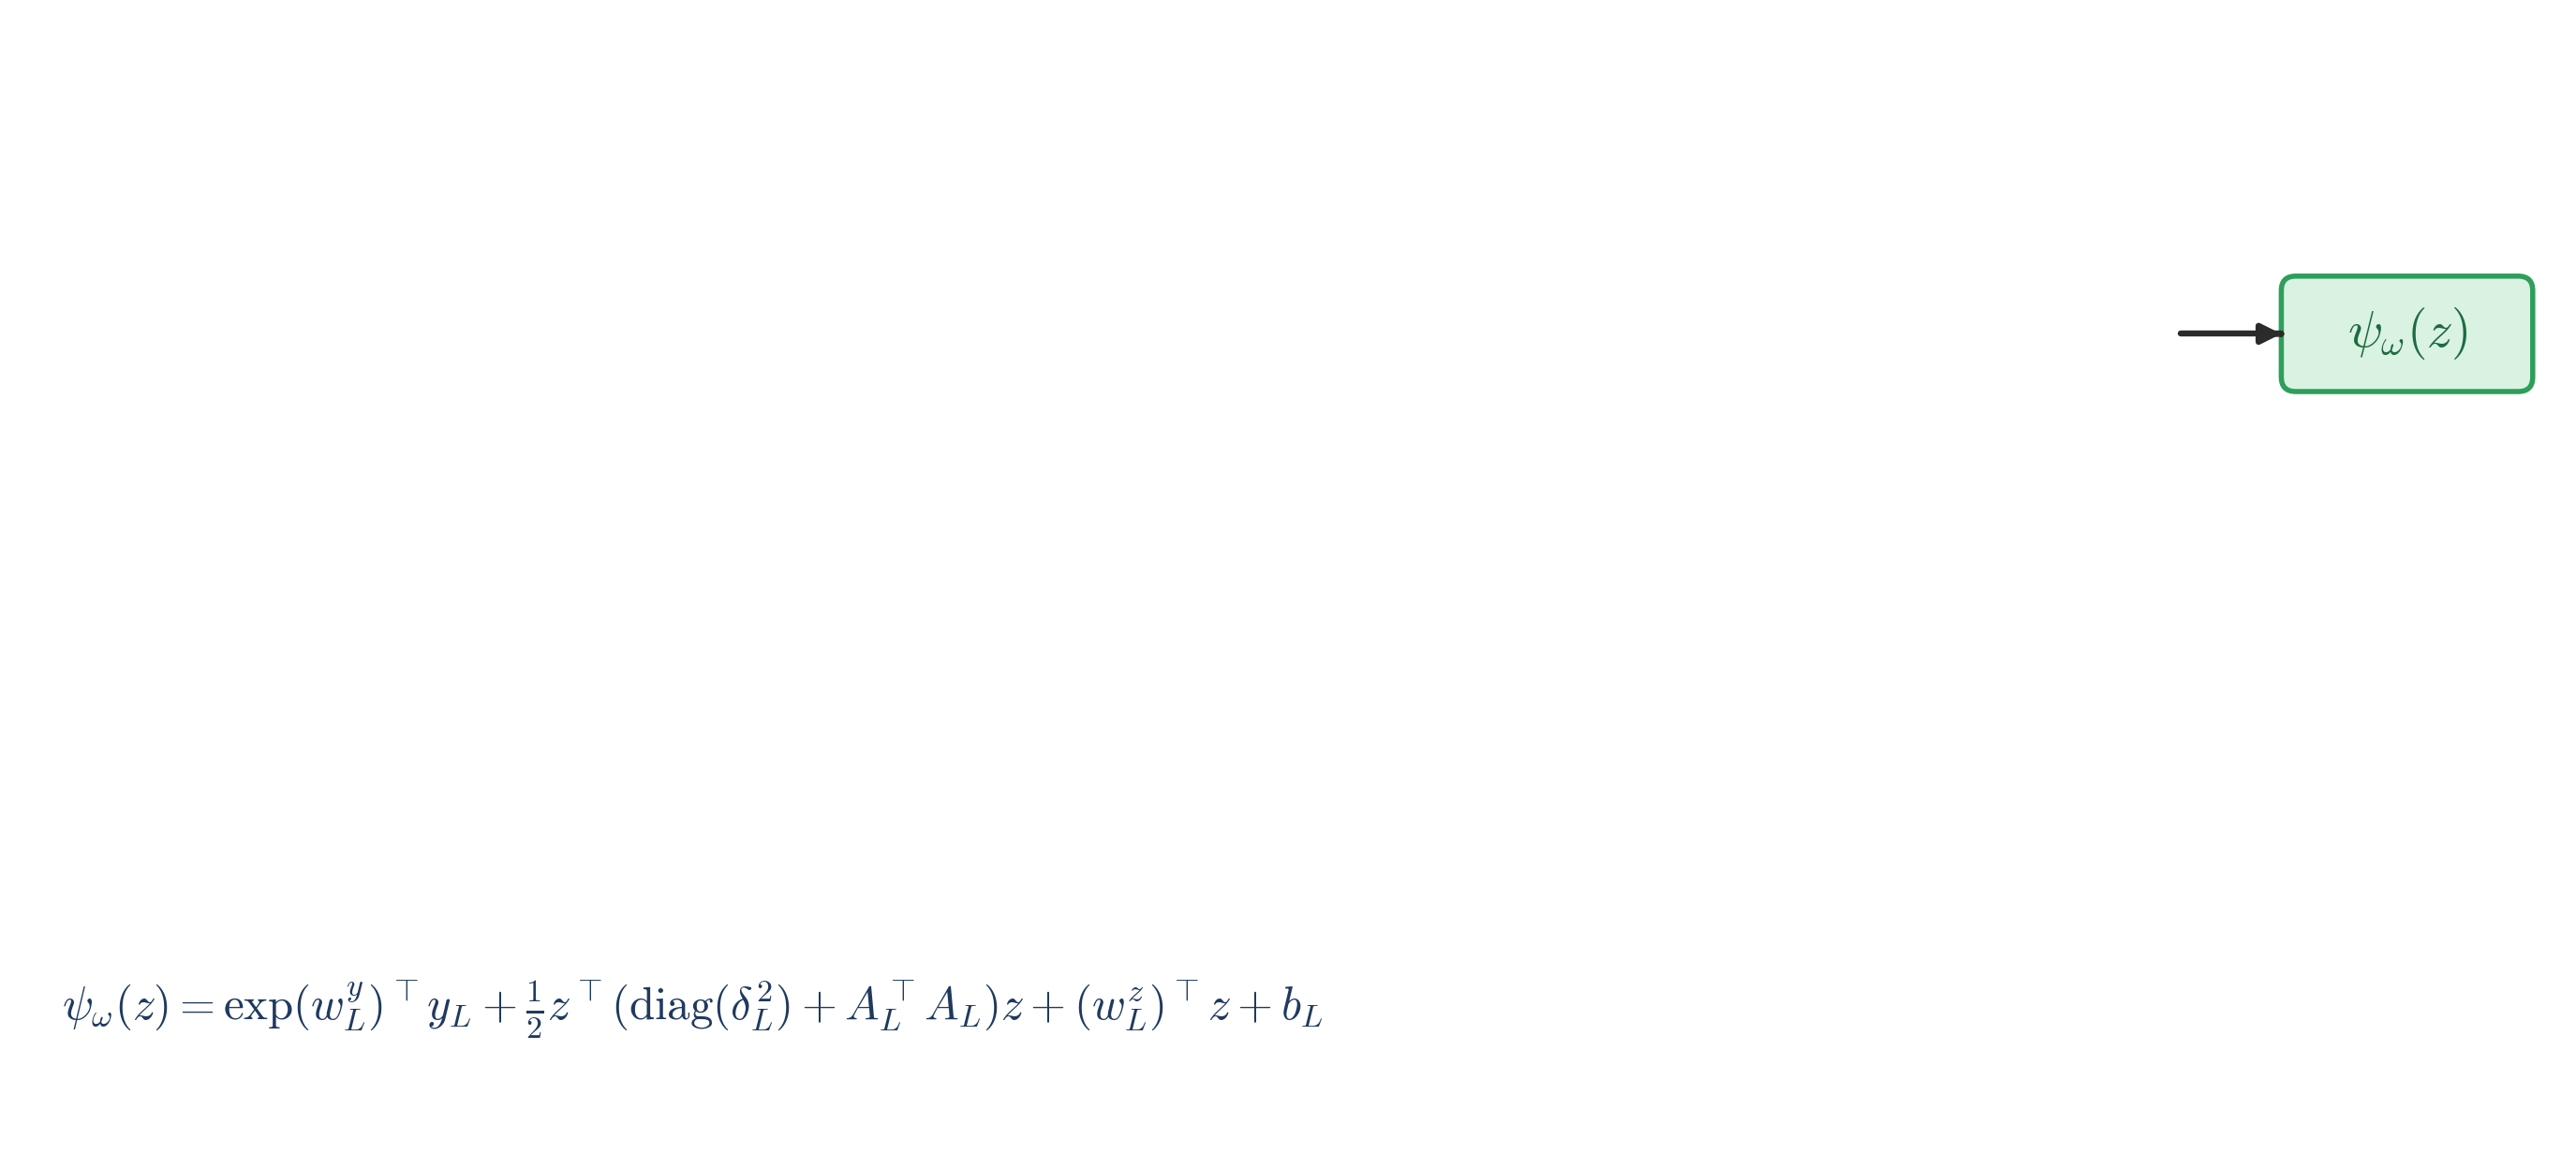 ψ_ω(z)
ψ_ω(z) = exp(w_L^y)^⊤ y_L + ½ z^⊤ (diag(δ_L^2) + A_L^⊤ A_L) z + (w_L^z)^⊤ z + b_L